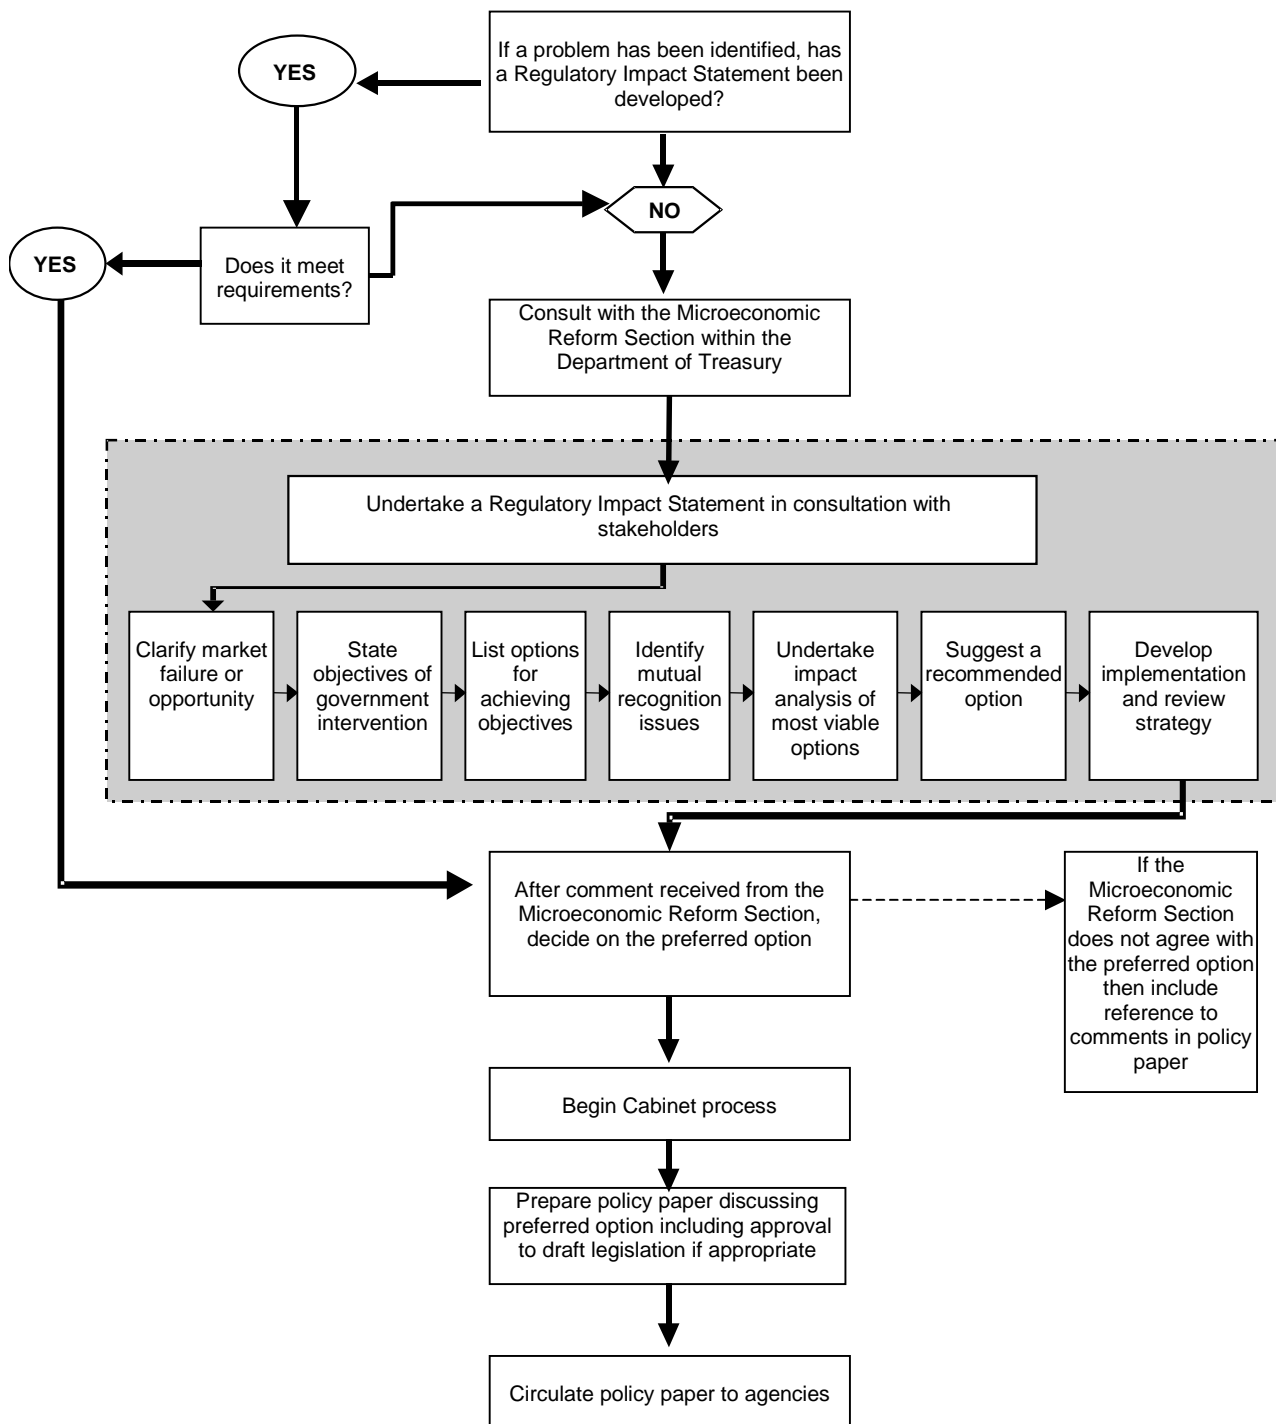 If a problem has been identified, has
a Regulatory Impact Statement been
developed?
YES
NO
YES
Does it meet
requirements?
Consult with the Microeconomic
Reform Section within the
Department of Treasury
Undertake a Regulatory Impact Statement in consultation with
stakeholders
Clarify market
failure or
opportunity
State
objectives of
government
intervention
List options
for
achieving
objectives
Identify
mutual
recognition
issues
Undertake
impact
analysis of
most viable
options
Suggest a
recommended
option
Develop
implementation
and review
strategy
After comment received from the
Microeconomic Reform Section,
decide on the preferred option
If the
Microeconomic
Reform Section
does not agree with
the preferred option
then include
reference to
comments in policy
paper
Begin Cabinet process
Prepare policy paper discussing
preferred option including approval
to draft legislation if appropriate
Circulate policy paper to agencies